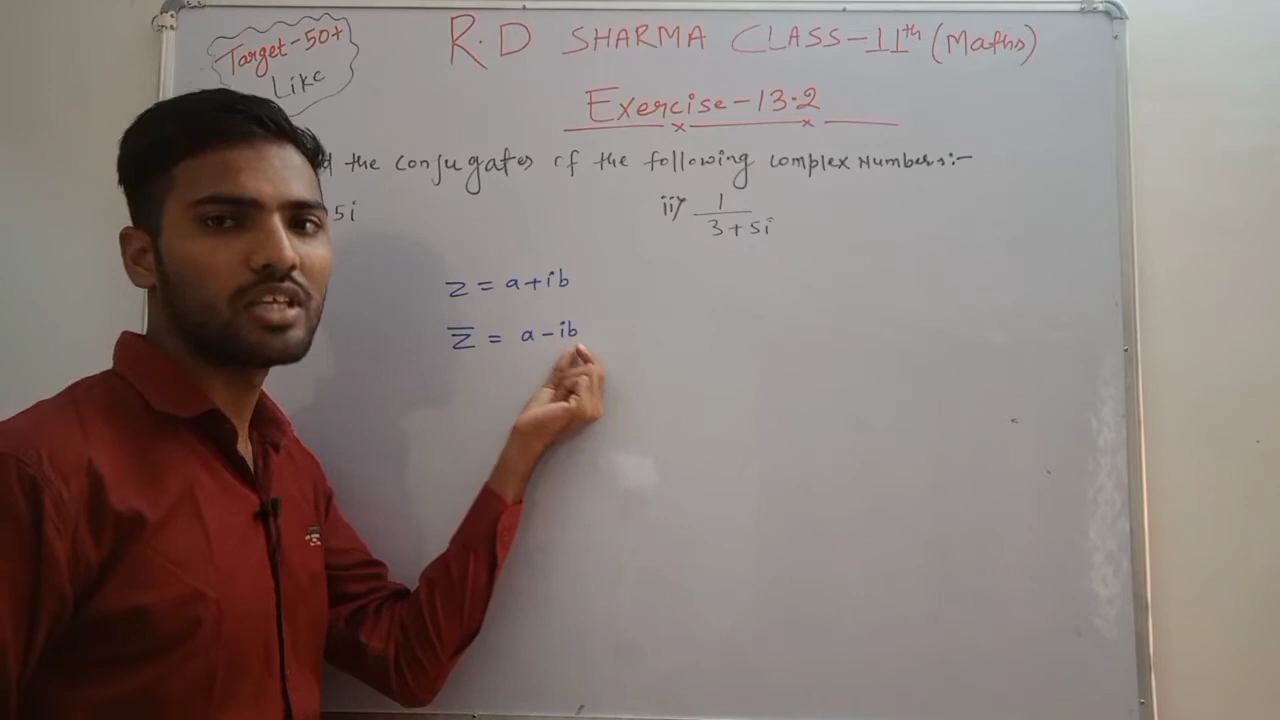 Target-50+
Like
R.D SHARMA CLASS-11th (Maths)
Exercise-13.2
the conjugates of the following complex Numbers:-
5i
ii) 1/3+5i
z = a+ib
z̅ = a-ib